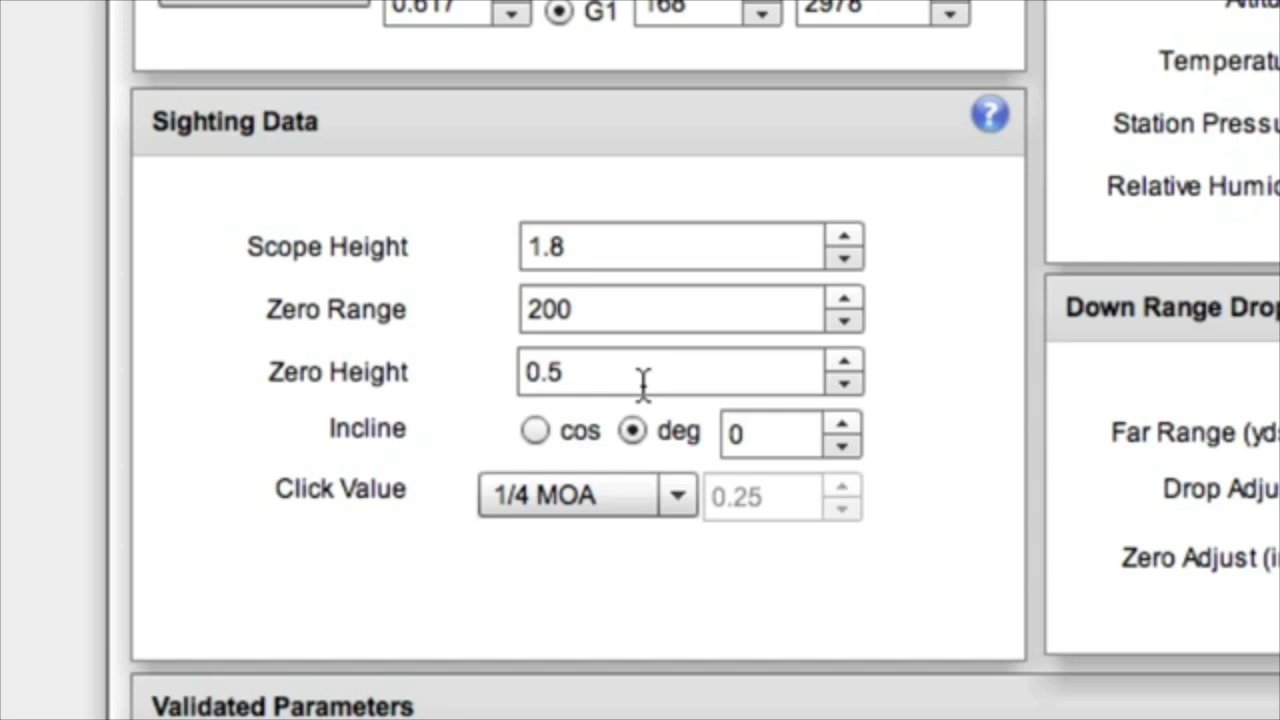 0.617 G1 168 2978
Sighting Data
?
Scope Height 1.8
Zero Range 200
Zero Height 0.5
Incline cos deg 0
Click Value 1/4 MOA 0.25
Validated Parameters
Temperatu
Station Pressu
Relative Humid
Down Range Drop
Far Range (yds
Drop Adju
Zero Adjust (i